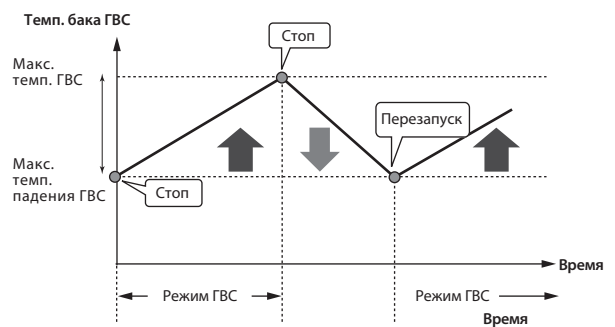 Темп. бака ГВС
Стоп
Макс.
темп. ГВС
Перезапуск
Макс.
темп.
падения ГВС
Стоп
Время
Режим ГВС
Режим ГВС
Время